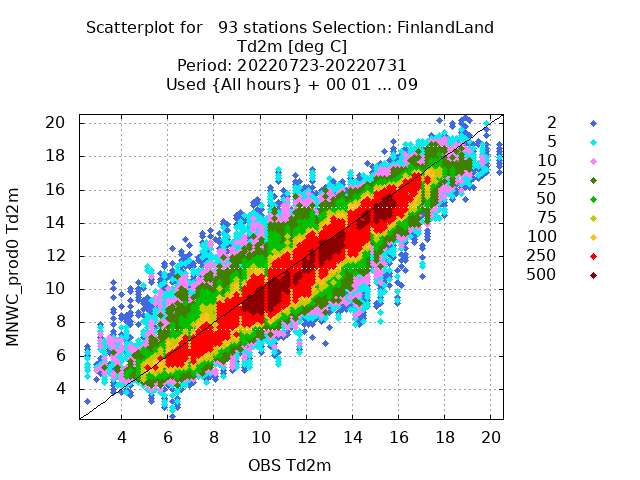 Scatterplot for   93 stations Selection: FinlandLand
Td2m [deg C]
Period: 20220723-20220731
Used {All hours} + 00 01 ... 09
MNWC_prod0 Td2m
20
18
16
14
12
10
8
6
4
4 6 8 10 12 14 16 18 20
OBS Td2m
2
5
10
25
50
75
100
250
500